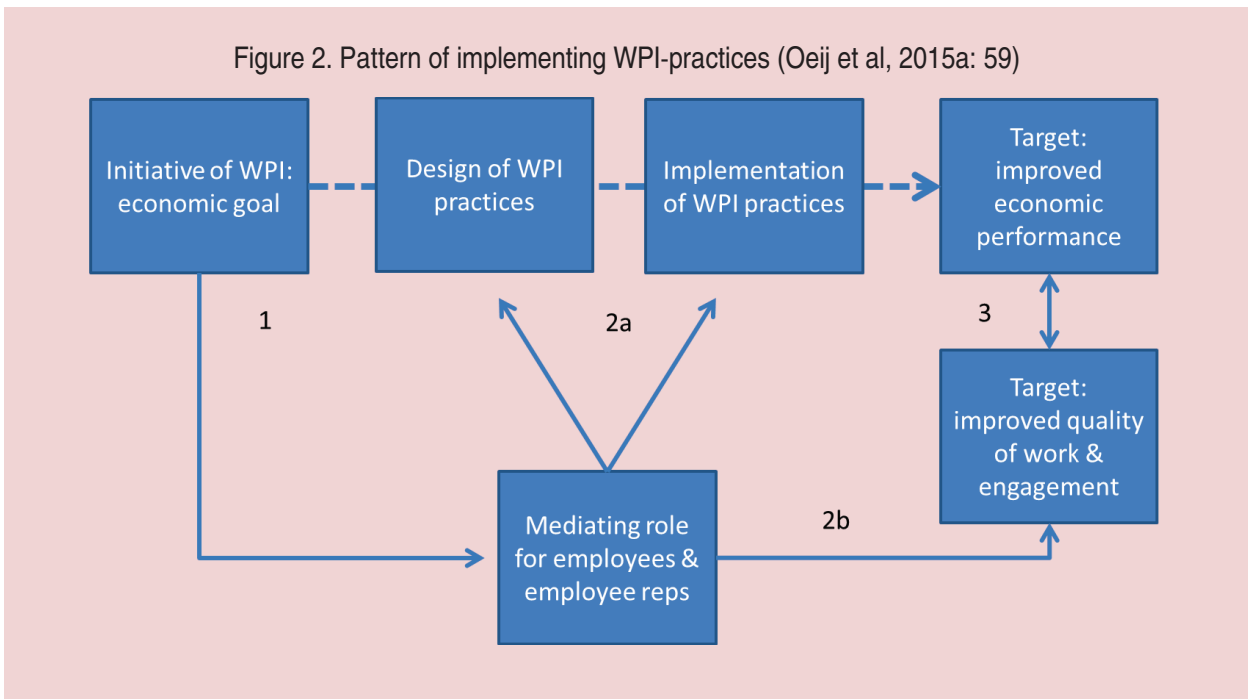 Figure 2. Pattern of implementing WPI-practices (Oeij et al, 2015a: 59)
Initiative of WPI:
economic goal
Design of WPI
practices
Implementation
of WPI practices
Target:
improved
economic
performance
1
2a
3
Target:
improved quality
of work &
engagement
Mediating role
for employees &
employee reps
2b